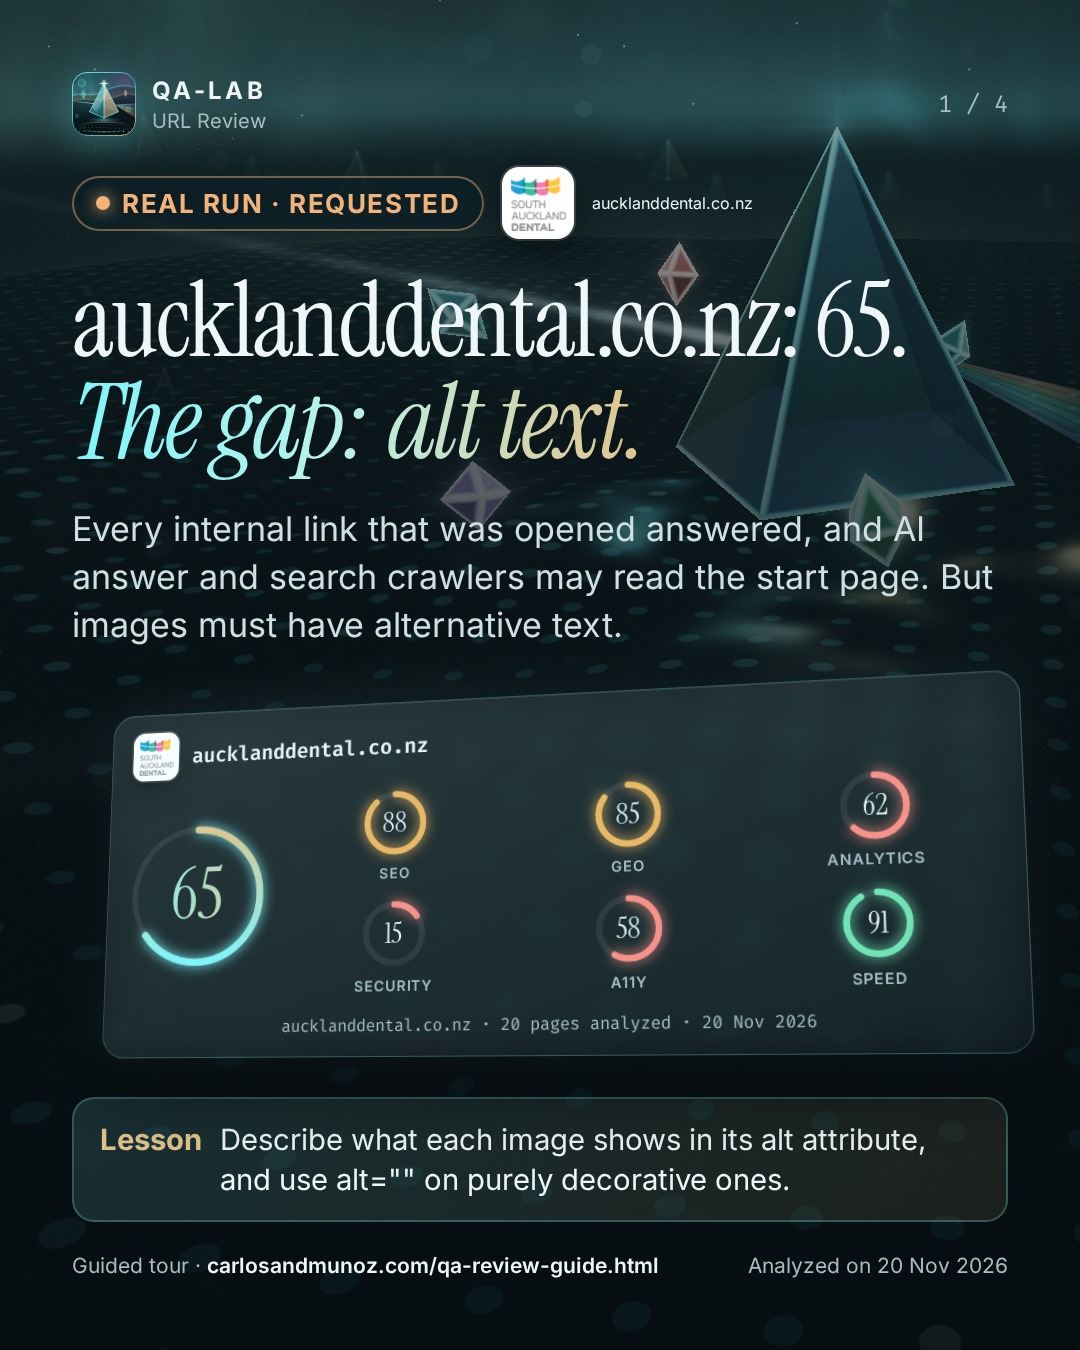 QA-LAB
URL Review
1 / 4
REAL RUN · REQUESTED
SOUTH
AUCKLAND
DENTAL
aucklanddental.co.nz
aucklanddental.co.nz: 65.
The gap: alt text.
Every internal link that was opened answered, and AI
answer and search crawlers may read the start page. But
images must have alternative text.
SOUTH
AUCKLAND
DENTAL
aucklanddental.co.nz
65
88
SEO
85
GEO
62
ANALYTICS
15
SECURITY
58
A11Y
91
SPEED
aucklanddental.co.nz · 20 pages analyzed · 20 Nov 2026
Lesson
Describe what each image shows in its alt attribute,
and use alt="" on purely decorative ones.
Guided tour · carlosandmunoz.com/qa-review-guide.html
Analyzed on 20 Nov 2026